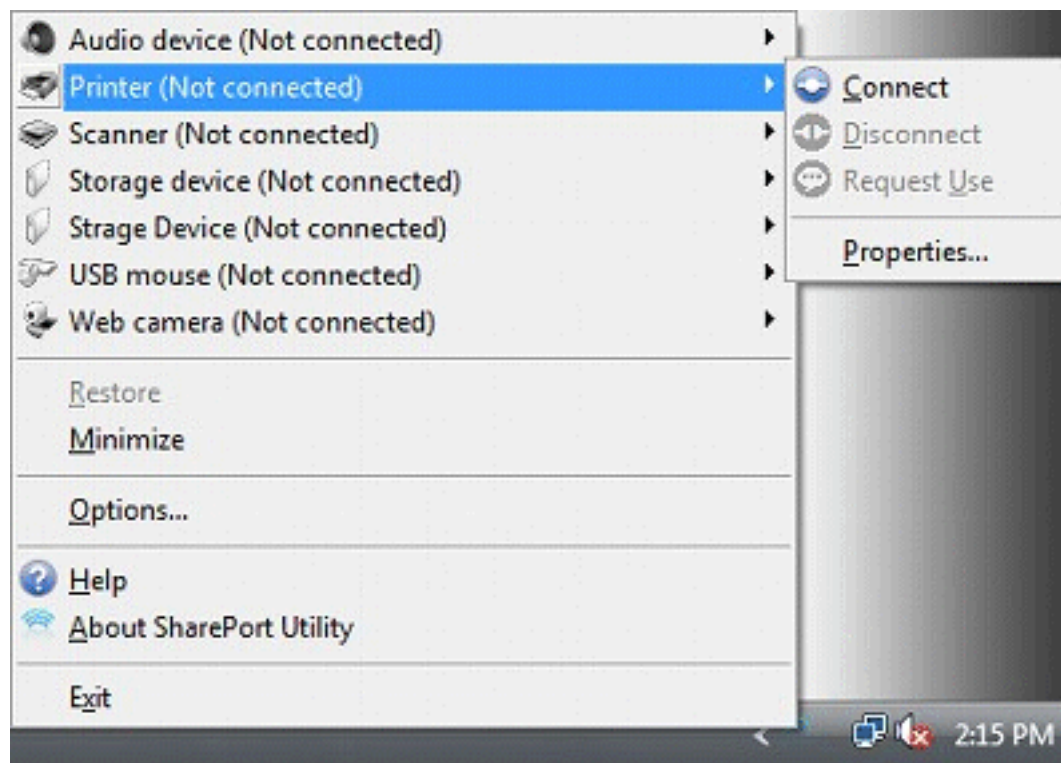 Audio device (Not connected)
Printer (Not connected)
Scanner (Not connected)
Storage device (Not connected)
Strage Device (Not connected)
USB mouse (Not connected)
Web camera (Not connected)
Restore
Minimize
Options...
Help
About SharePort Utility
Exit
Connect
Disconnect
Request Use
Properties...
2:15 PM